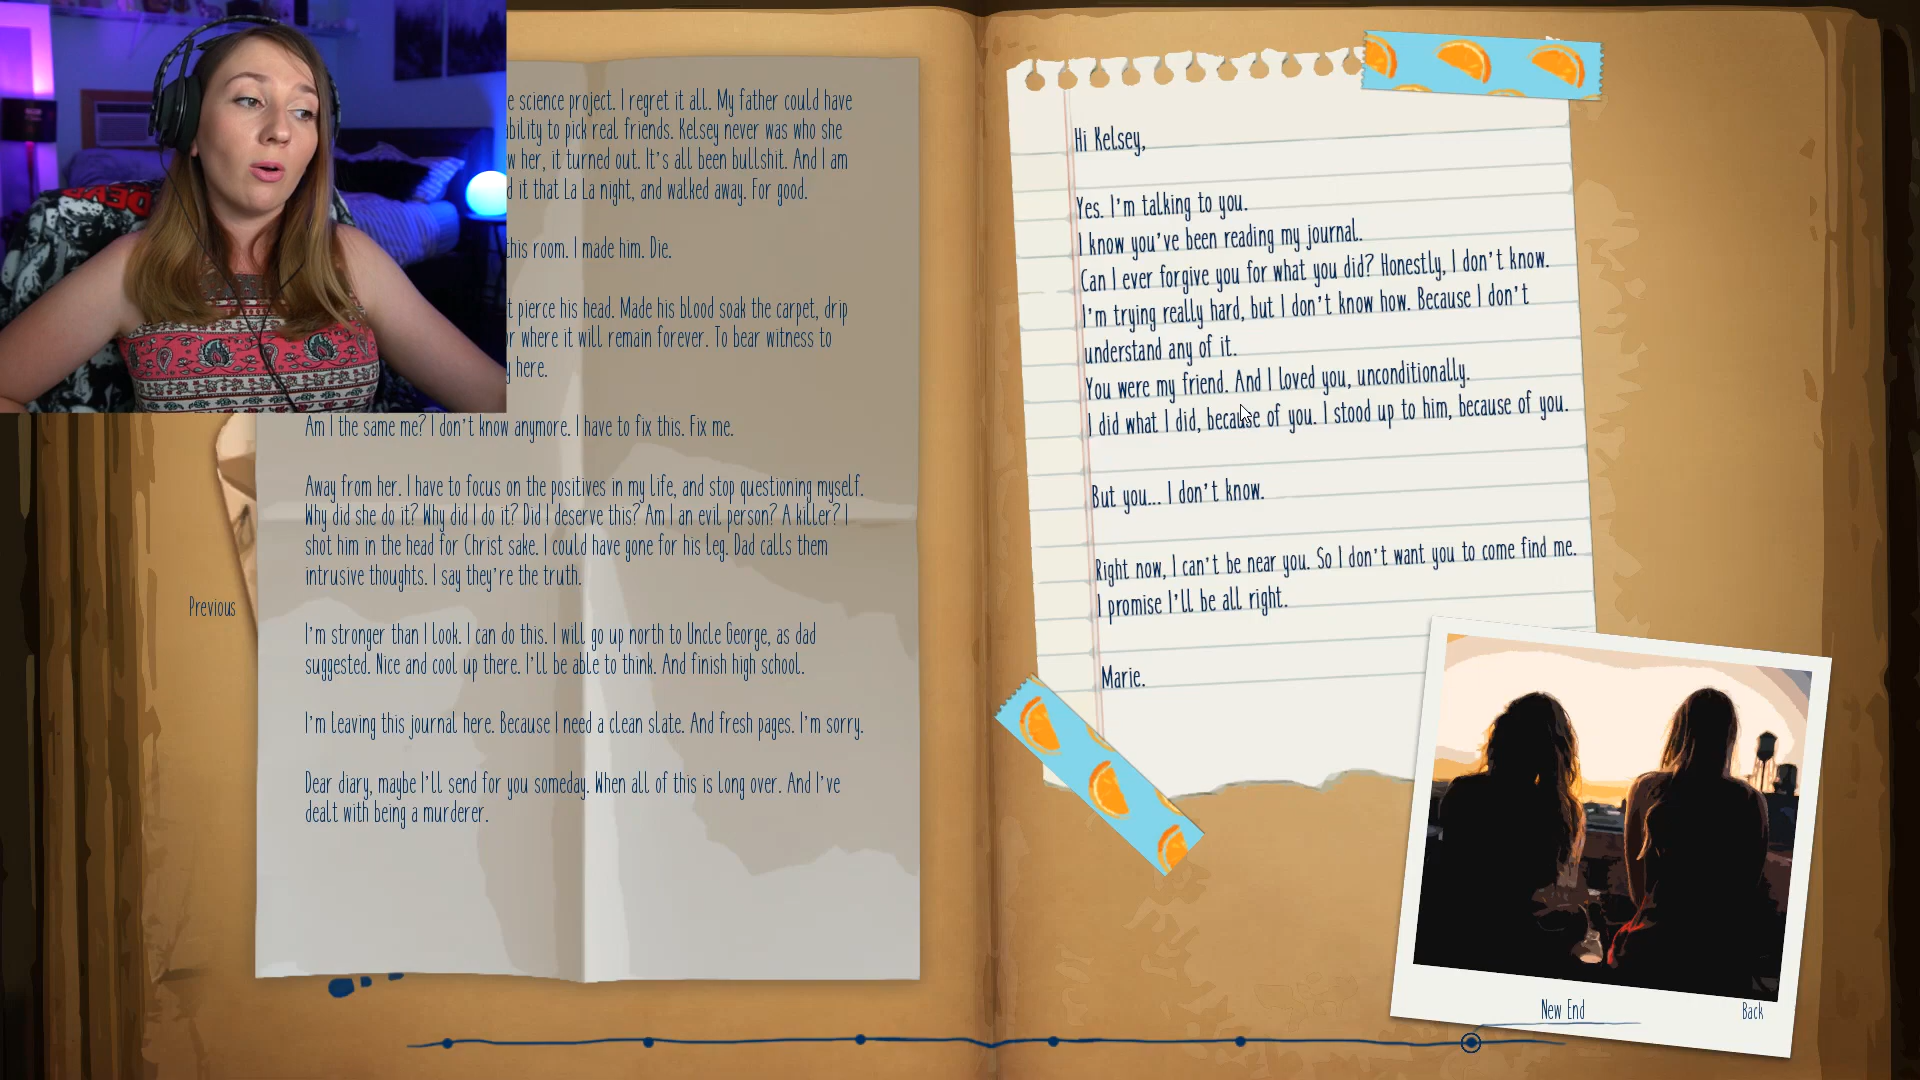 e science project. I regret it all. My father could have
ability to pick real friends. Kelsey never was who she
w her, it turned out. It's all been bullshit. And I am
d it that La La night, and walked away. For good.
this room. I made him. Die.
t pierce his head. Made his blood soak the carpet, drip
r where it will remain forever. To bear witness to
y here.
Am I the same me? I don't know anymore. I have to fix this. Fix me.
Away from her. I have to focus on the positives in my life, and stop questioning myself.
Why did she do it? Why did I do it? Did I deserve this? Am I an evil person? A killer? I
shot him in the head for Christ sake. I could have gone for his leg. Dad calls them
intrusive thoughts. I say they're the truth.
I'm stronger than I look. I can do this. I will go up north to Uncle George, as dad
suggested. Nice and cool up there. I'll be able to think. And finish high school.
I'm leaving this journal here. Because I need a clean slate. And fresh pages. I'm sorry.
Dear diary, maybe I'll send for you someday. When all of this is long over. And I've
dealt with being a murderer.
Previous
Hi Kelsey,
Yes. I'm talking to you.
I know you've been reading my journal.
Can I ever forgive you for what you did? Honestly, I don't know.
I'm trying really hard, but I don't know how. Because I don't
understand any of it.
You were my friend. And I loved you, unconditionally.
I did what I did, because of you. I stood up to him, because of you.
But you... I don't know.
Right now, I can't be near you. So I don't want you to come find me.
I promise I'll be all right.
Marie.
New End
Back